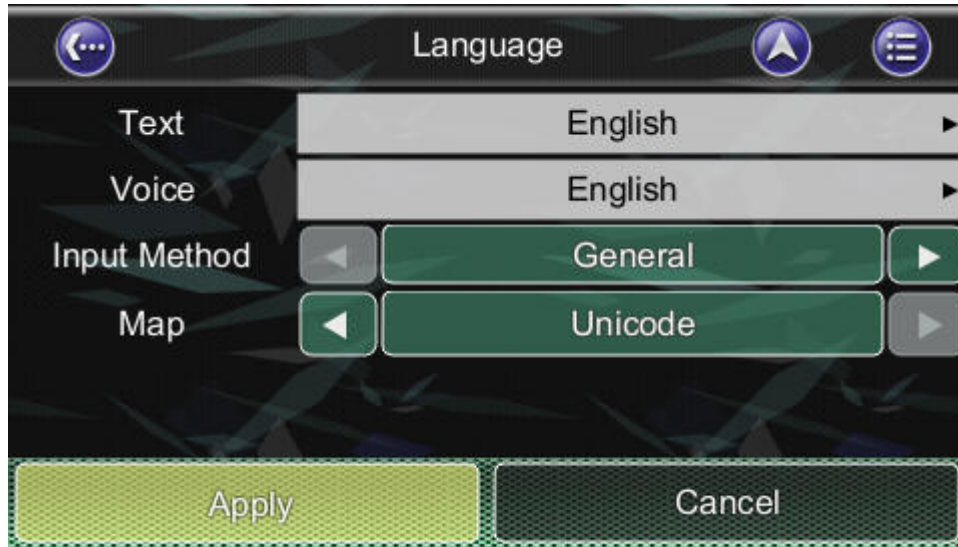 Language
Text English
Voice English
Input Method General
Map Unicode
Apply Cancel